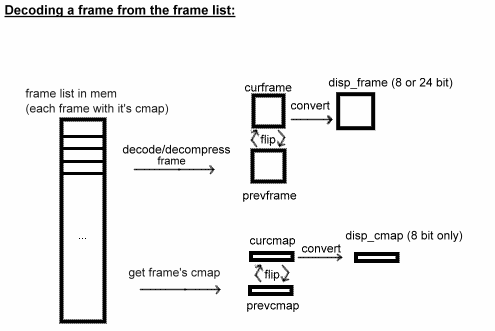 Decoding a frame from the frame list:
frame list in mem
(each frame with it's cmap)
curframe
disp_frame (8 or 24 bit)
convert
decode/decompress
frame
flip
prevframe
...
curcmap
disp_cmap (8 bit only)
convert
get frame's cmap
flip
prevcmap